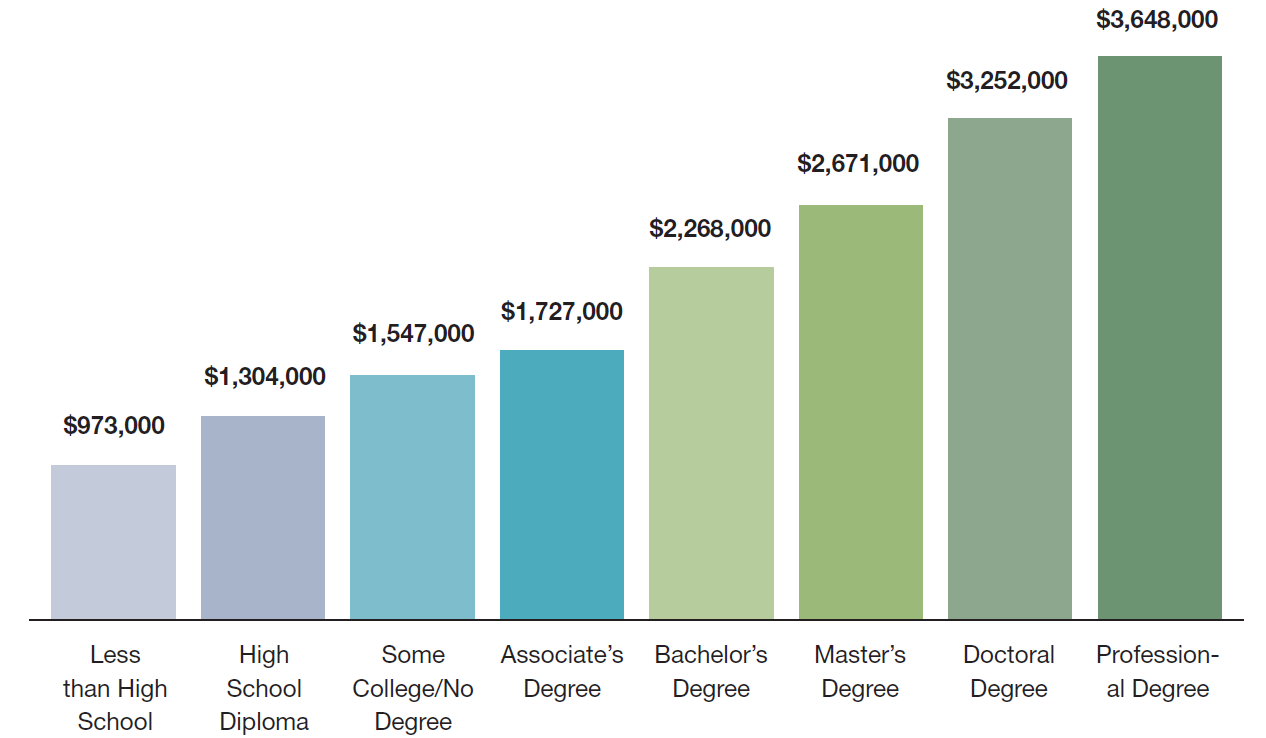 $3,648,000
$3,252,000
$2,671,000
$2,268,000
$1,727,000
$1,547,000
$1,304,000
$973,000
Less
than High
School
High
School
Diploma
Some
College/No
Degree
Associate’s
Degree
Bachelor’s
Degree
Master’s
Degree
Doctoral
Degree
Profession-
al Degree